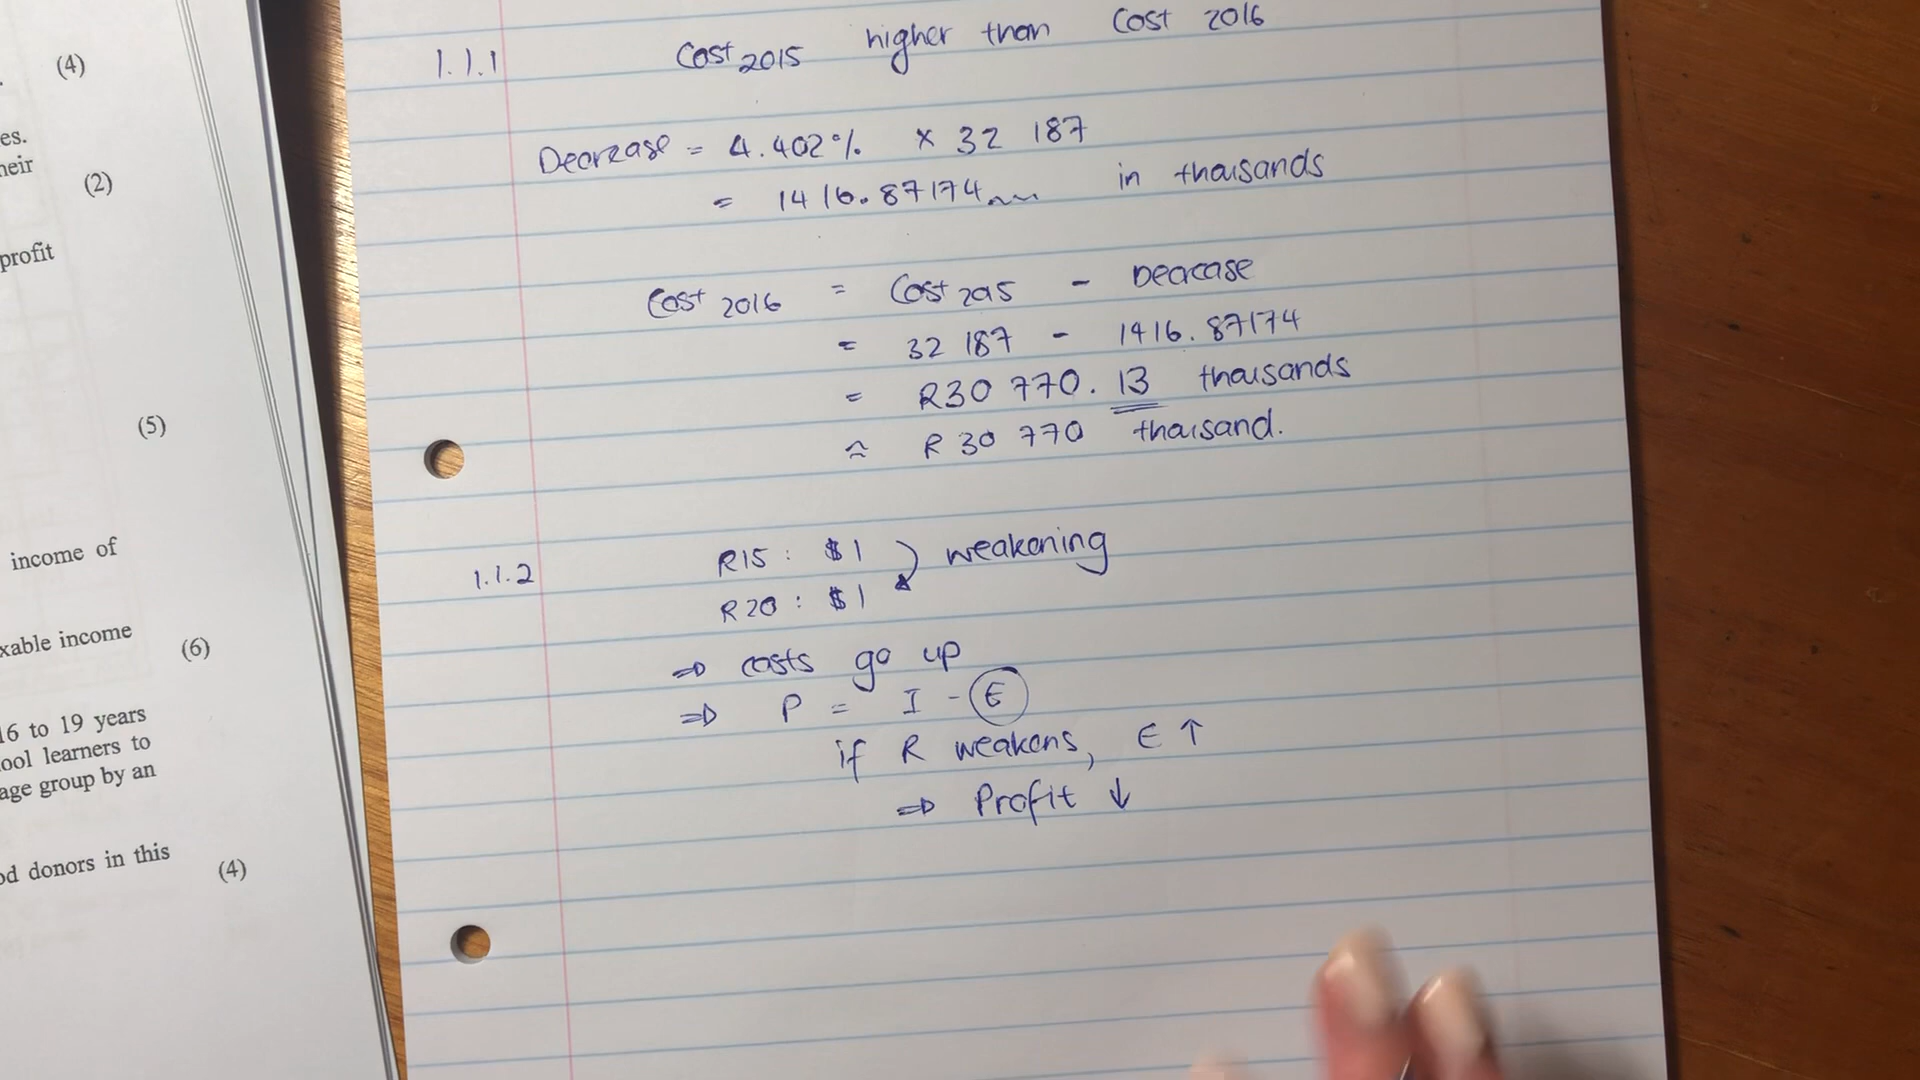 (4)
es.
neir
(2)
profit
(5)
income of
xable income
(6)
16 to 19 years
ool learners to
age group by an
od donors in this
(4)
1.1.1 Cost 2015 higher than Cost 2016
Decrease = 4.402% × 32 187
= 1416.87174... in thousands
Cost 2016 = Cost 2015 - Decrease
= 32 187 - 1416.87174
= R30 770.13 thousands
≈ R 30 770 thousand.
1.1.2 R15 : $1 weakening
R20 : $1
⇒ costs go up
⇒ P = I - E
if R weakens, E ↑
⇒ Profit ↓